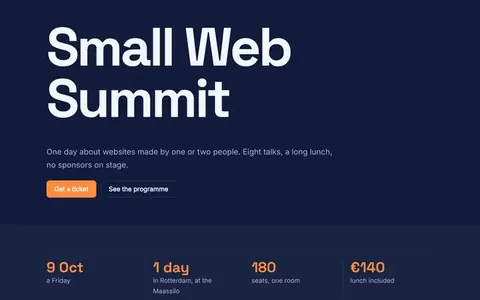 Small Web
Summit
One day about websites made by one or two people. Eight talks, a long lunch,
no sponsors on stage.
Get a ticket
See the programme
9 Oct
a Friday
1 day
in Rotterdam, at the
Maassilo
180
seats, one room
€140
lunch included